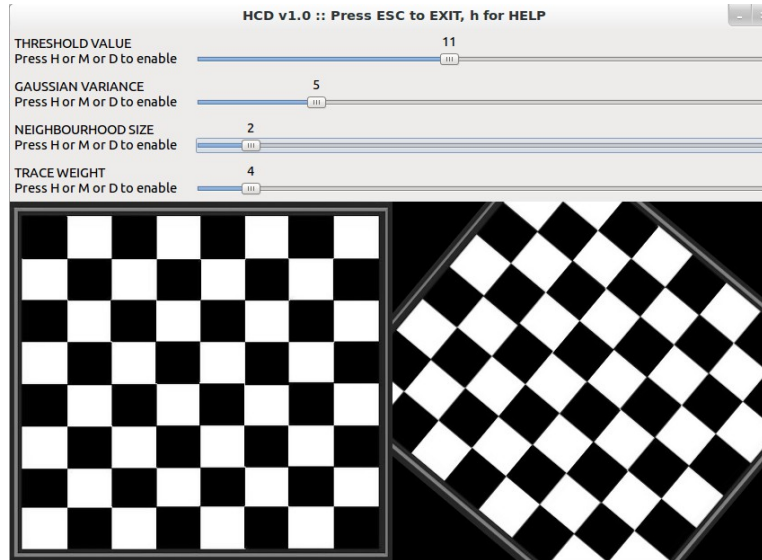 HCD v1.0 :: Press ESC to EXIT, h for HELP
THRESHOLD VALUE
Press H or M or D to enable
11
GAUSSIAN VARIANCE
Press H or M or D to enable
5
NEIGHBOURHOOD SIZE
Press H or M or D to enable
2
TRACE WEIGHT
Press H or M or D to enable
4